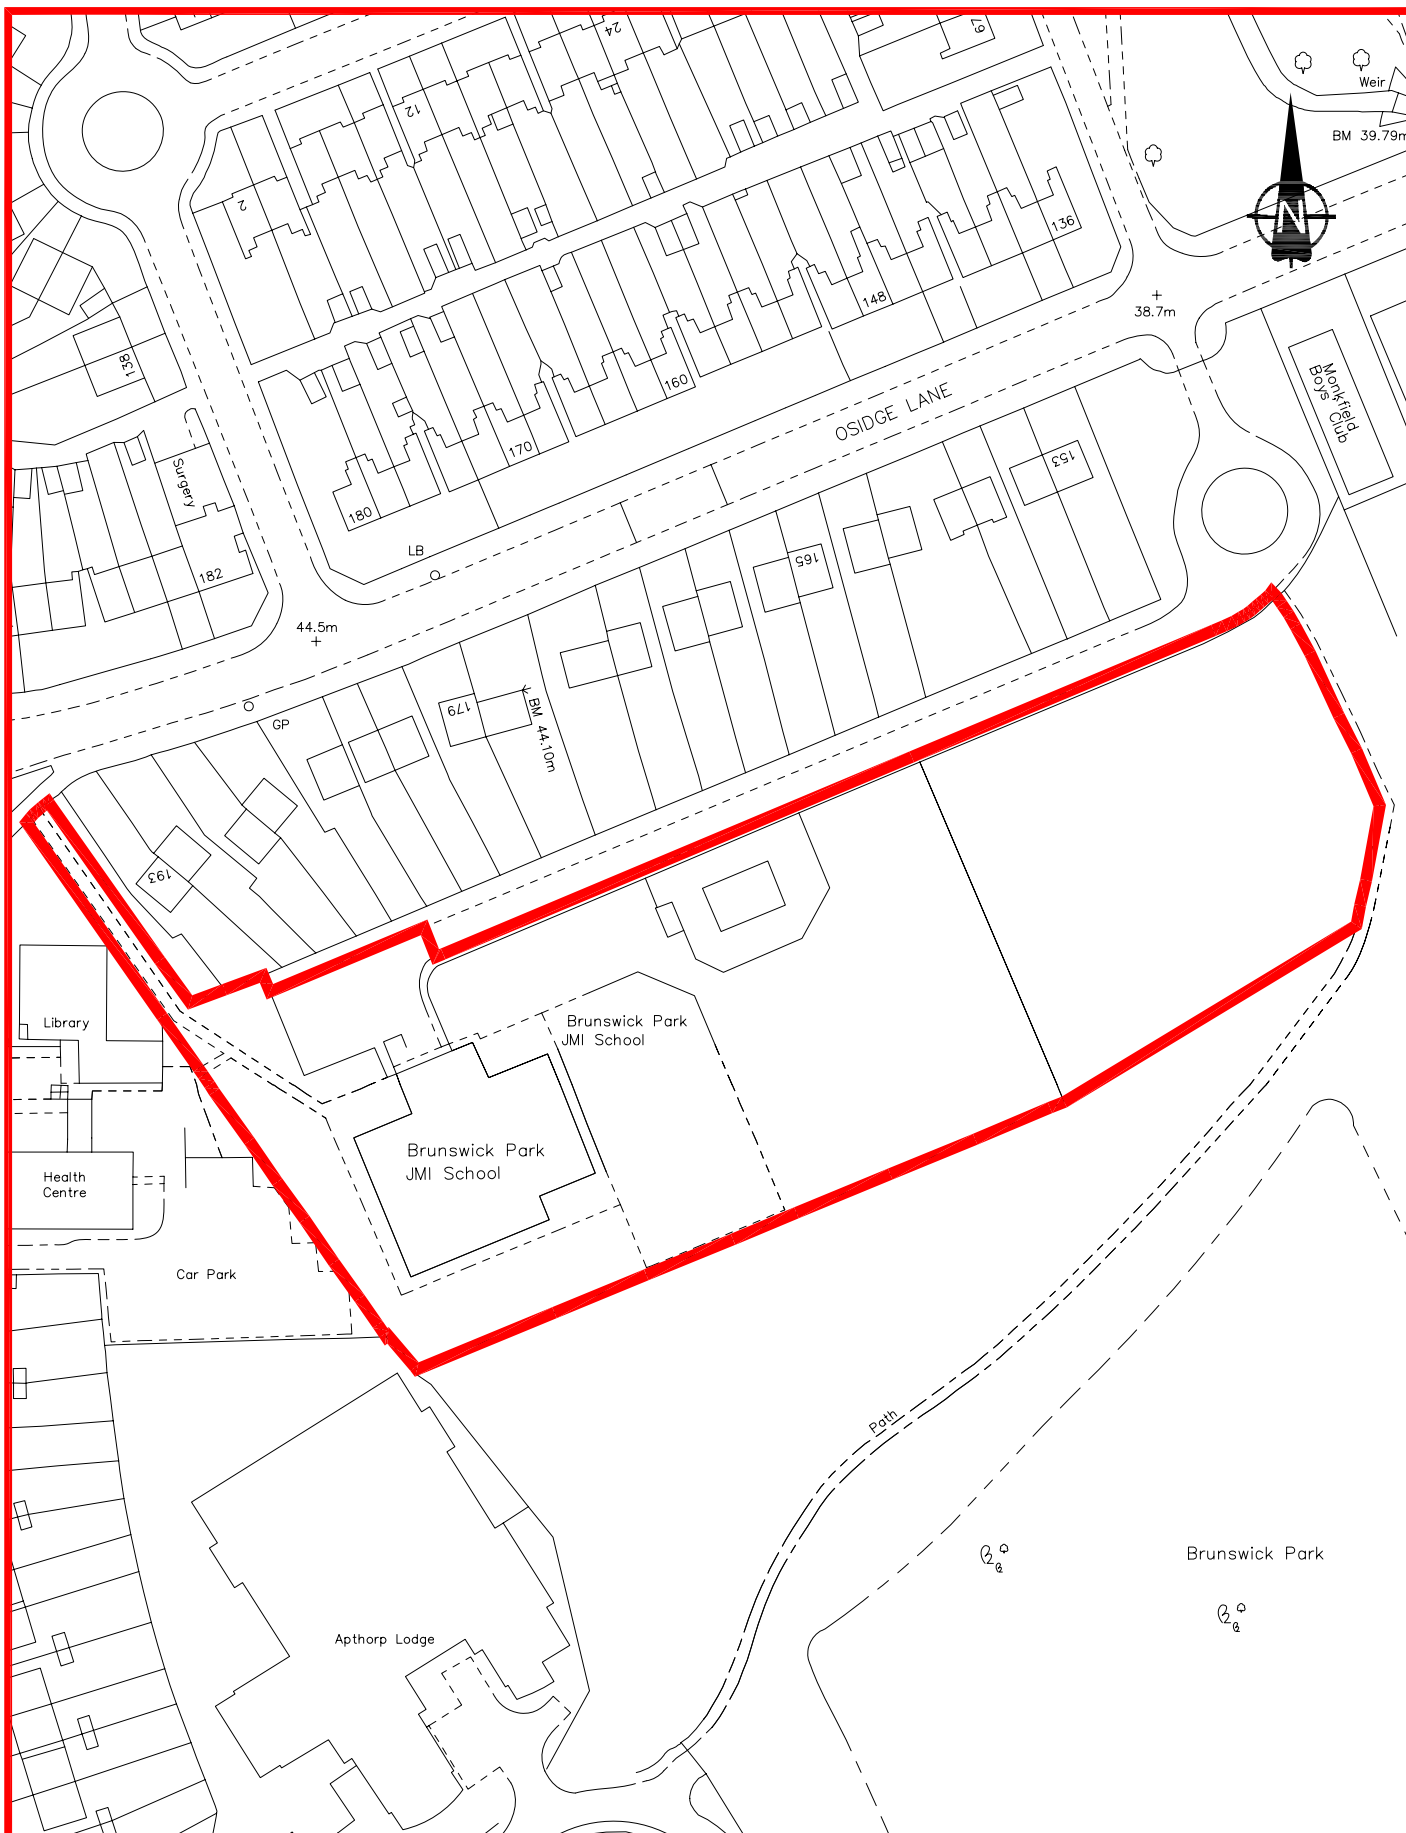 67
24
Weir
12
BM 39.79m
N
2
136
148
38.7m
138
160
Monkfield
Boys' Club
OSIDGE LANE
170
153
Surgery
180
LB
165
182
44.5m
179
BM 44.10m
GP
193
Library
Brunswick Park
JMI School
Brunswick Park
JMI School
Health
Centre
Car Park
Path
Brunswick Park
Apthorp Lodge